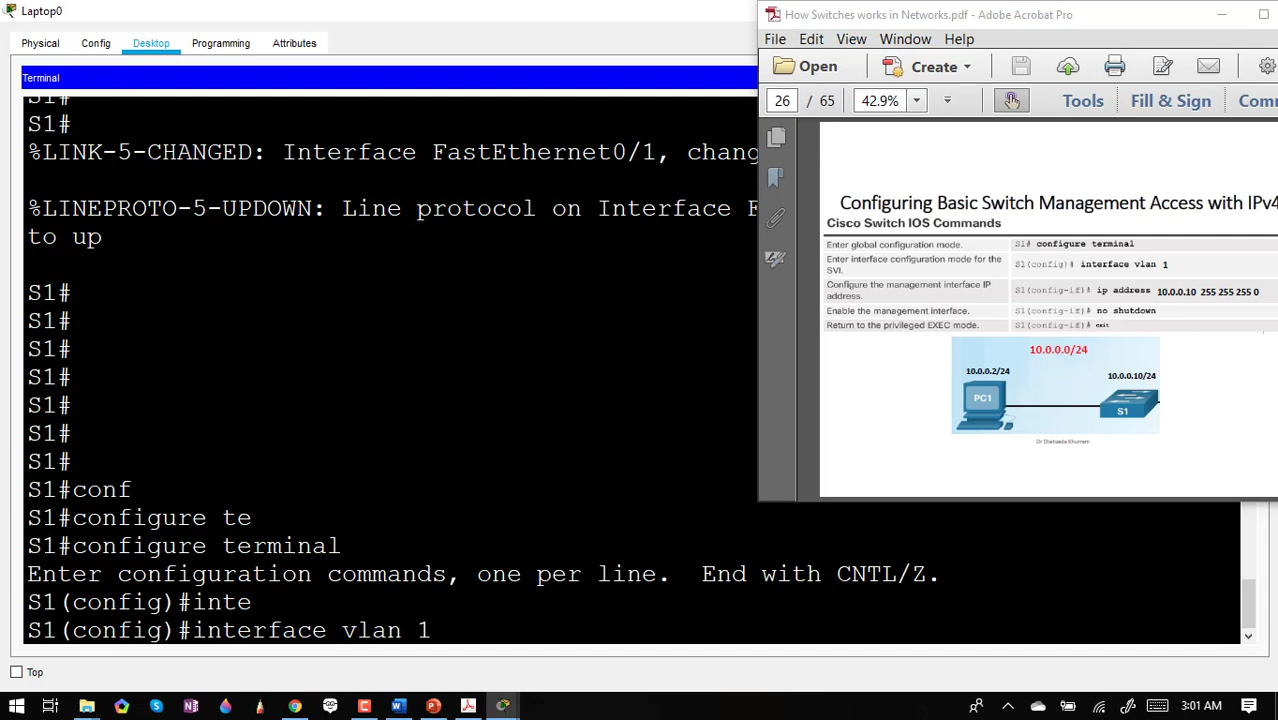 Laptop0
Physical
Config
Desktop
Programming
Attributes
Terminal
S1#
S1#
%LINK-5-CHANGED: Interface FastEthernet0/1, chang
%LINEPROTO-5-UPDOWN: Line protocol on Interface F
to up
S1#
S1#
S1#
S1#
S1#
S1#
S1#
S1#conf
S1#configure te
S1#configure terminal
Enter configuration commands, one per line.  End with CNTL/Z.
S1(config)#inte
S1(config)#interface vlan 1
Top
How Switches works in Networks.pdf - Adobe Acrobat Pro
File Edit View Window Help
Open
Create
26 / 65
42.9%
Tools
Fill & Sign
Comm
Configuring Basic Switch Management Access with IPv4
Cisco Switch IOS Commands
Enter global configuration mode.
S1# configure terminal
Enter interface configuration mode for the
SVI.
S1(config)# interface vlan 1
Configure the management interface IP
address.
S1(config-if)# ip address 10.0.0.10 255 255 255 0
Enable the management interface.
S1(config-if)# no shutdown
Return to the privileged EXEC mode.
S1(config-if)# exit
10.0.0.0/24
10.0.0.2/24
10.0.0.10/24
PC1
S1
Dr Shahzada Khurram
3:01 AM